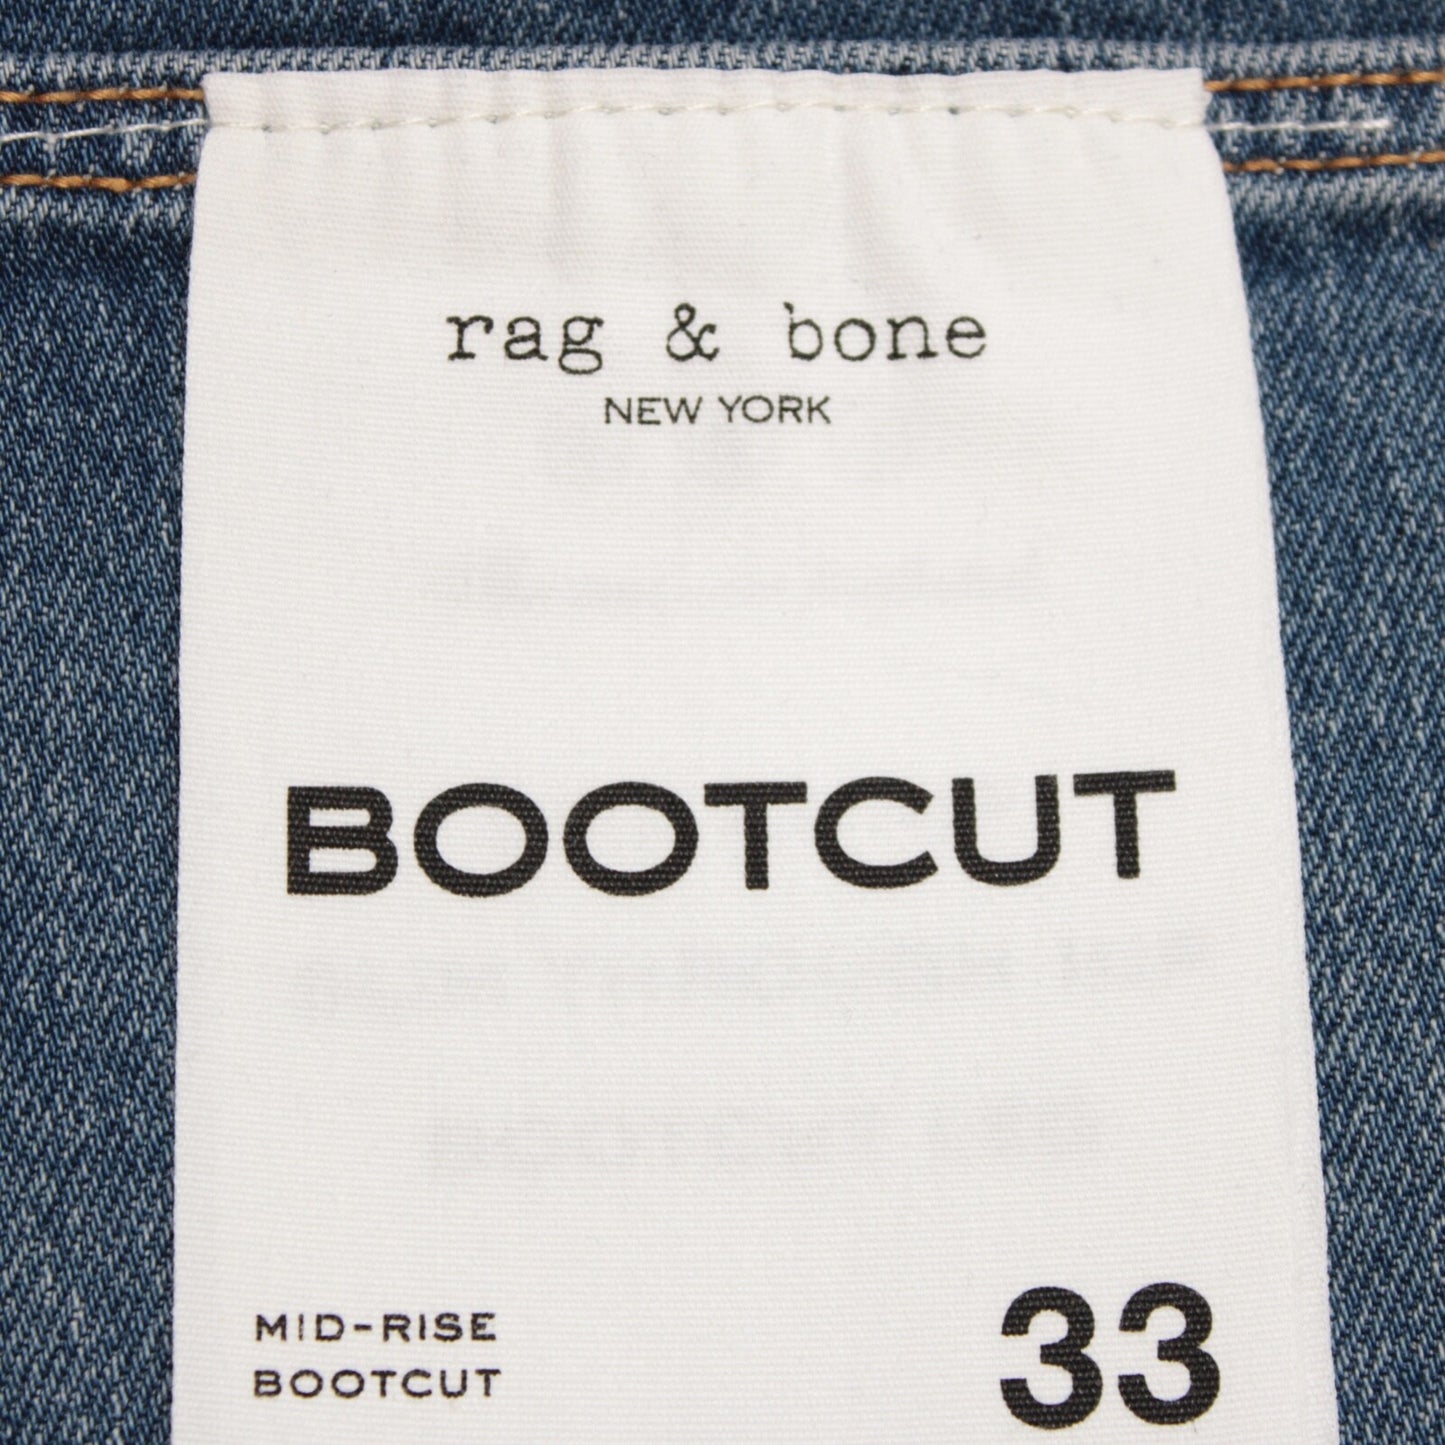 rag & bone
NEW YORK
BOOTCUT
MID-RISE
BOOTCUT
33